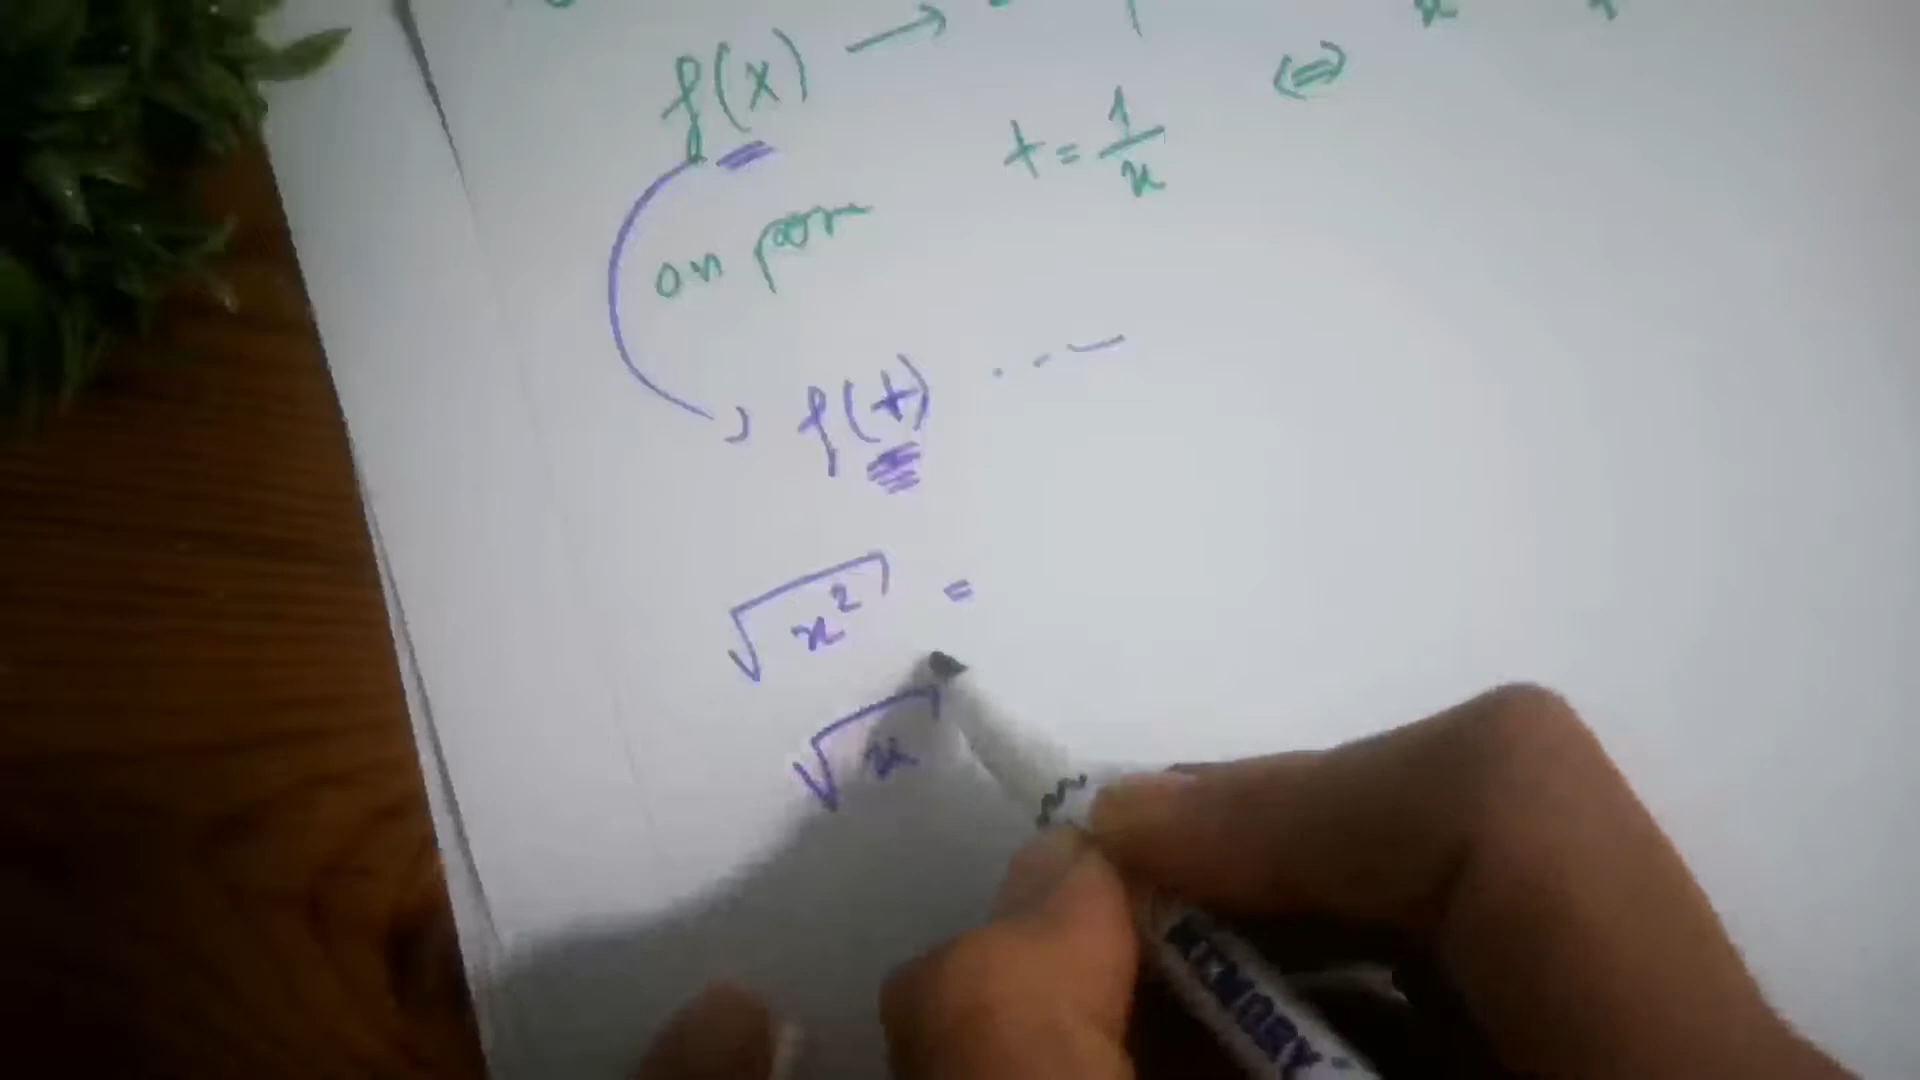 f(x) →
⇔
t = 1/x
on pose
f(t) ...
√x² =
√x